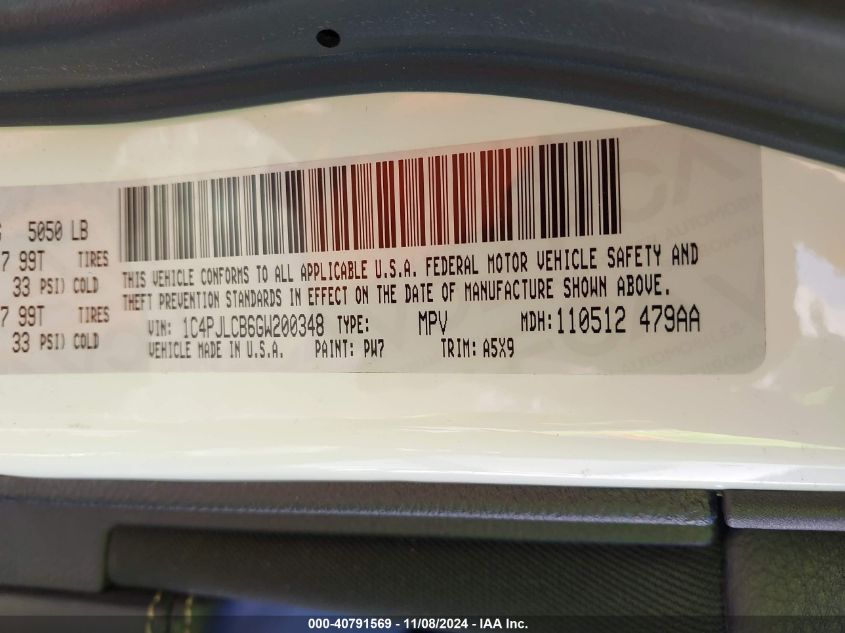 5050 LB
7 99T TIRES
33 PSI) COLD
7 99T TIRES
33 PSI) COLD
THIS VEHICLE CONFORMS TO ALL APPLICABLE U.S.A. FEDERAL MOTOR VEHICLE SAFETY AND
THEFT PREVENTION STANDARDS IN EFFECT ON THE DATE OF MANUFACTURE SHOWN ABOVE.
VIN: 1C4PJLCB6GW200348 TYPE: MPV MDH:110512 479AA
VEHICLE MADE IN U.S.A. PAINT: PW7 TRIM: A5X9
000-40791569 - 11/08/2024 - IAA Inc.